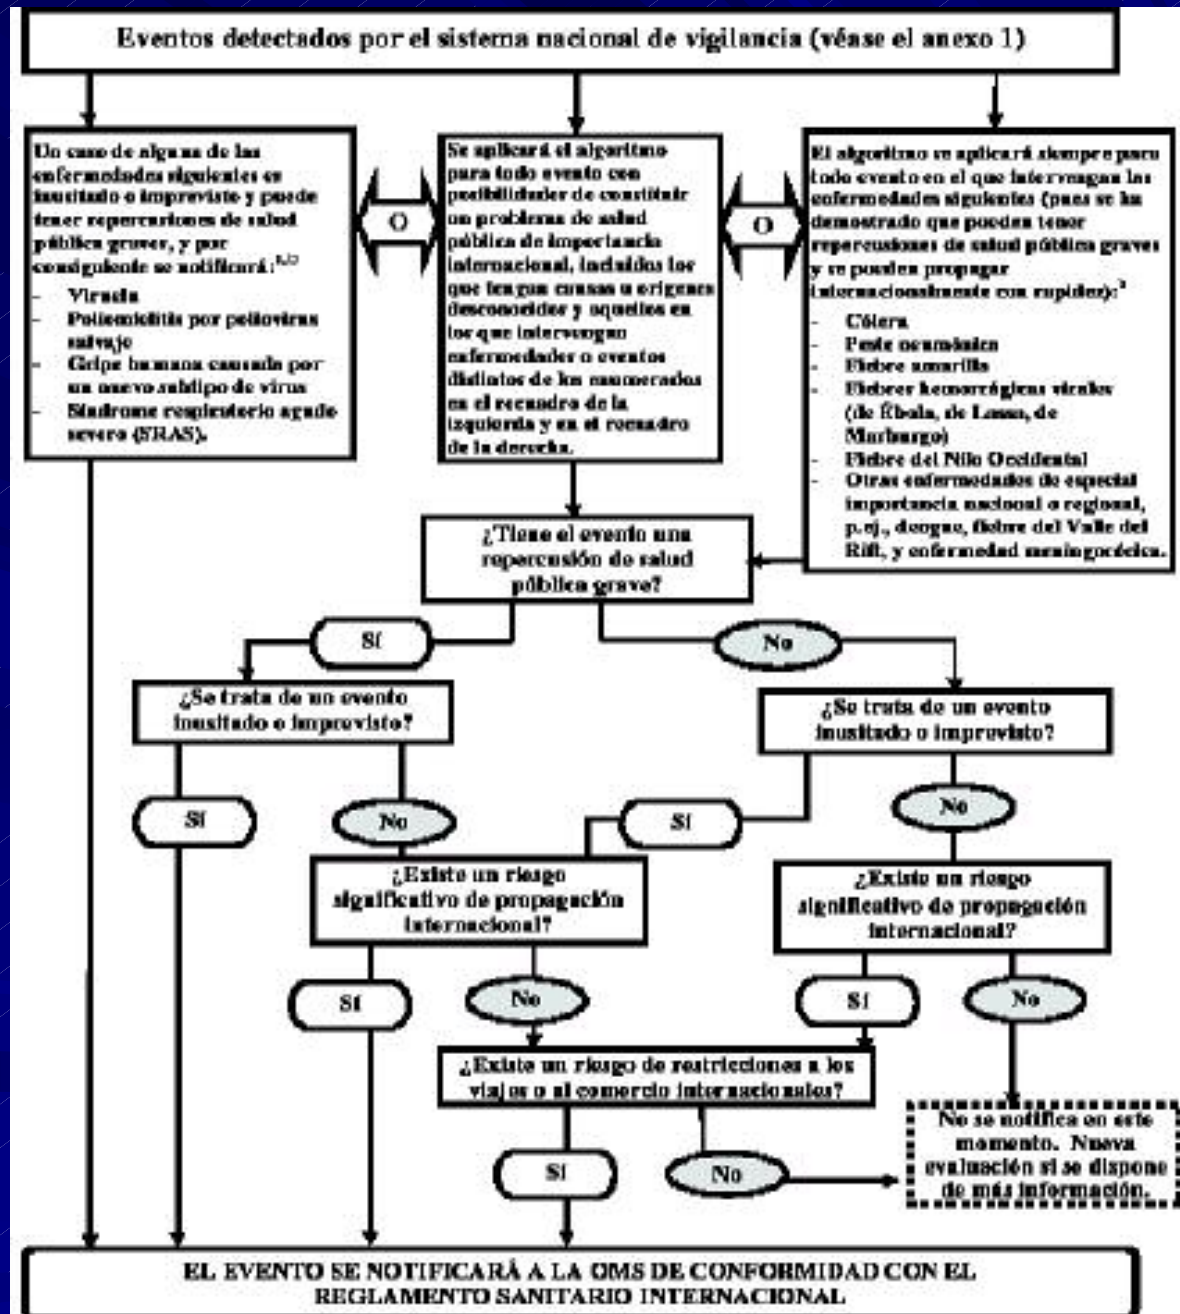 Eventos detectados por el sistema nacional de vigilancia (véase el anexo 1)
Un caso de alguna de las
enfermedades siguientes es
inusitado o imprevisto y puede
tener repercusiones de salud
pública graves, y por
consiguiente se notificará:
- Viruela
- Poliomielitis por poliovirus
salvaje
- Gripe humana causada por
un nuevo subtipo de virus
- Síndrome respiratorio agudo
severo (SRAS).
O
Se aplicará el algoritmo
para todo evento con
posibilidades de constituir
un problema de salud
pública de importancia
internacional, incluidos los
que tengan causas u orígenes
desconocidos y aquellos en
los que intervengan
enfermedades o eventos
distintos de los enumerados
en el recuadro de la
izquierda y en el recuadro
de la derecha.
O
El algoritmo se aplicará siempre para
todo evento en el que intervengan las
enfermedades siguientes (pues se ha
demostrado que pueden tener
repercusiones de salud pública graves
y se pueden propagar
internacionalmente con rapidez):
- Cólera
- Peste neumónica
- Fiebre amarilla
- Fiebres hemorrágicas virales
(de Ébola, de Lassa, de
Marburgo)
- Fiebre del Nilo Occidental
- Otras enfermedades de especial
importancia nacional o regional,
p.ej., dengue, fiebre del Valle del
Rift, y enfermedad meningocócica.
¿Tiene el evento una
repercusión de salud
pública grave?
Sí
No
¿Se trata de un evento
inusitado o imprevisto?
¿Se trata de un evento
inusitado o imprevisto?
Sí
No
Sí
No
¿Existe un riesgo
significativo de propagación
internacional?
¿Existe un riesgo
significativo de propagación
internacional?
Sí
No
Sí
No
¿Existe un riesgo de restricciones a los
viajes o al comercio internacionales?
Sí
No
No se notifica en este
momento. Nueva
evaluación si se dispone
de más información.
EL EVENTO SE NOTIFICARÁ A LA OMS DE CONFORMIDAD CON EL
REGLAMENTO SANITARIO INTERNACIONAL